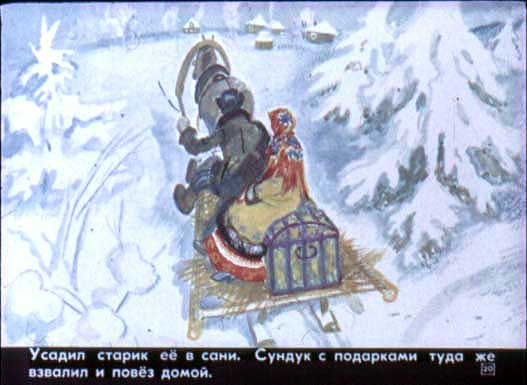 Усадил старик её в сани. Сундук с подарками туда же
взвалил и повёз домой.
20